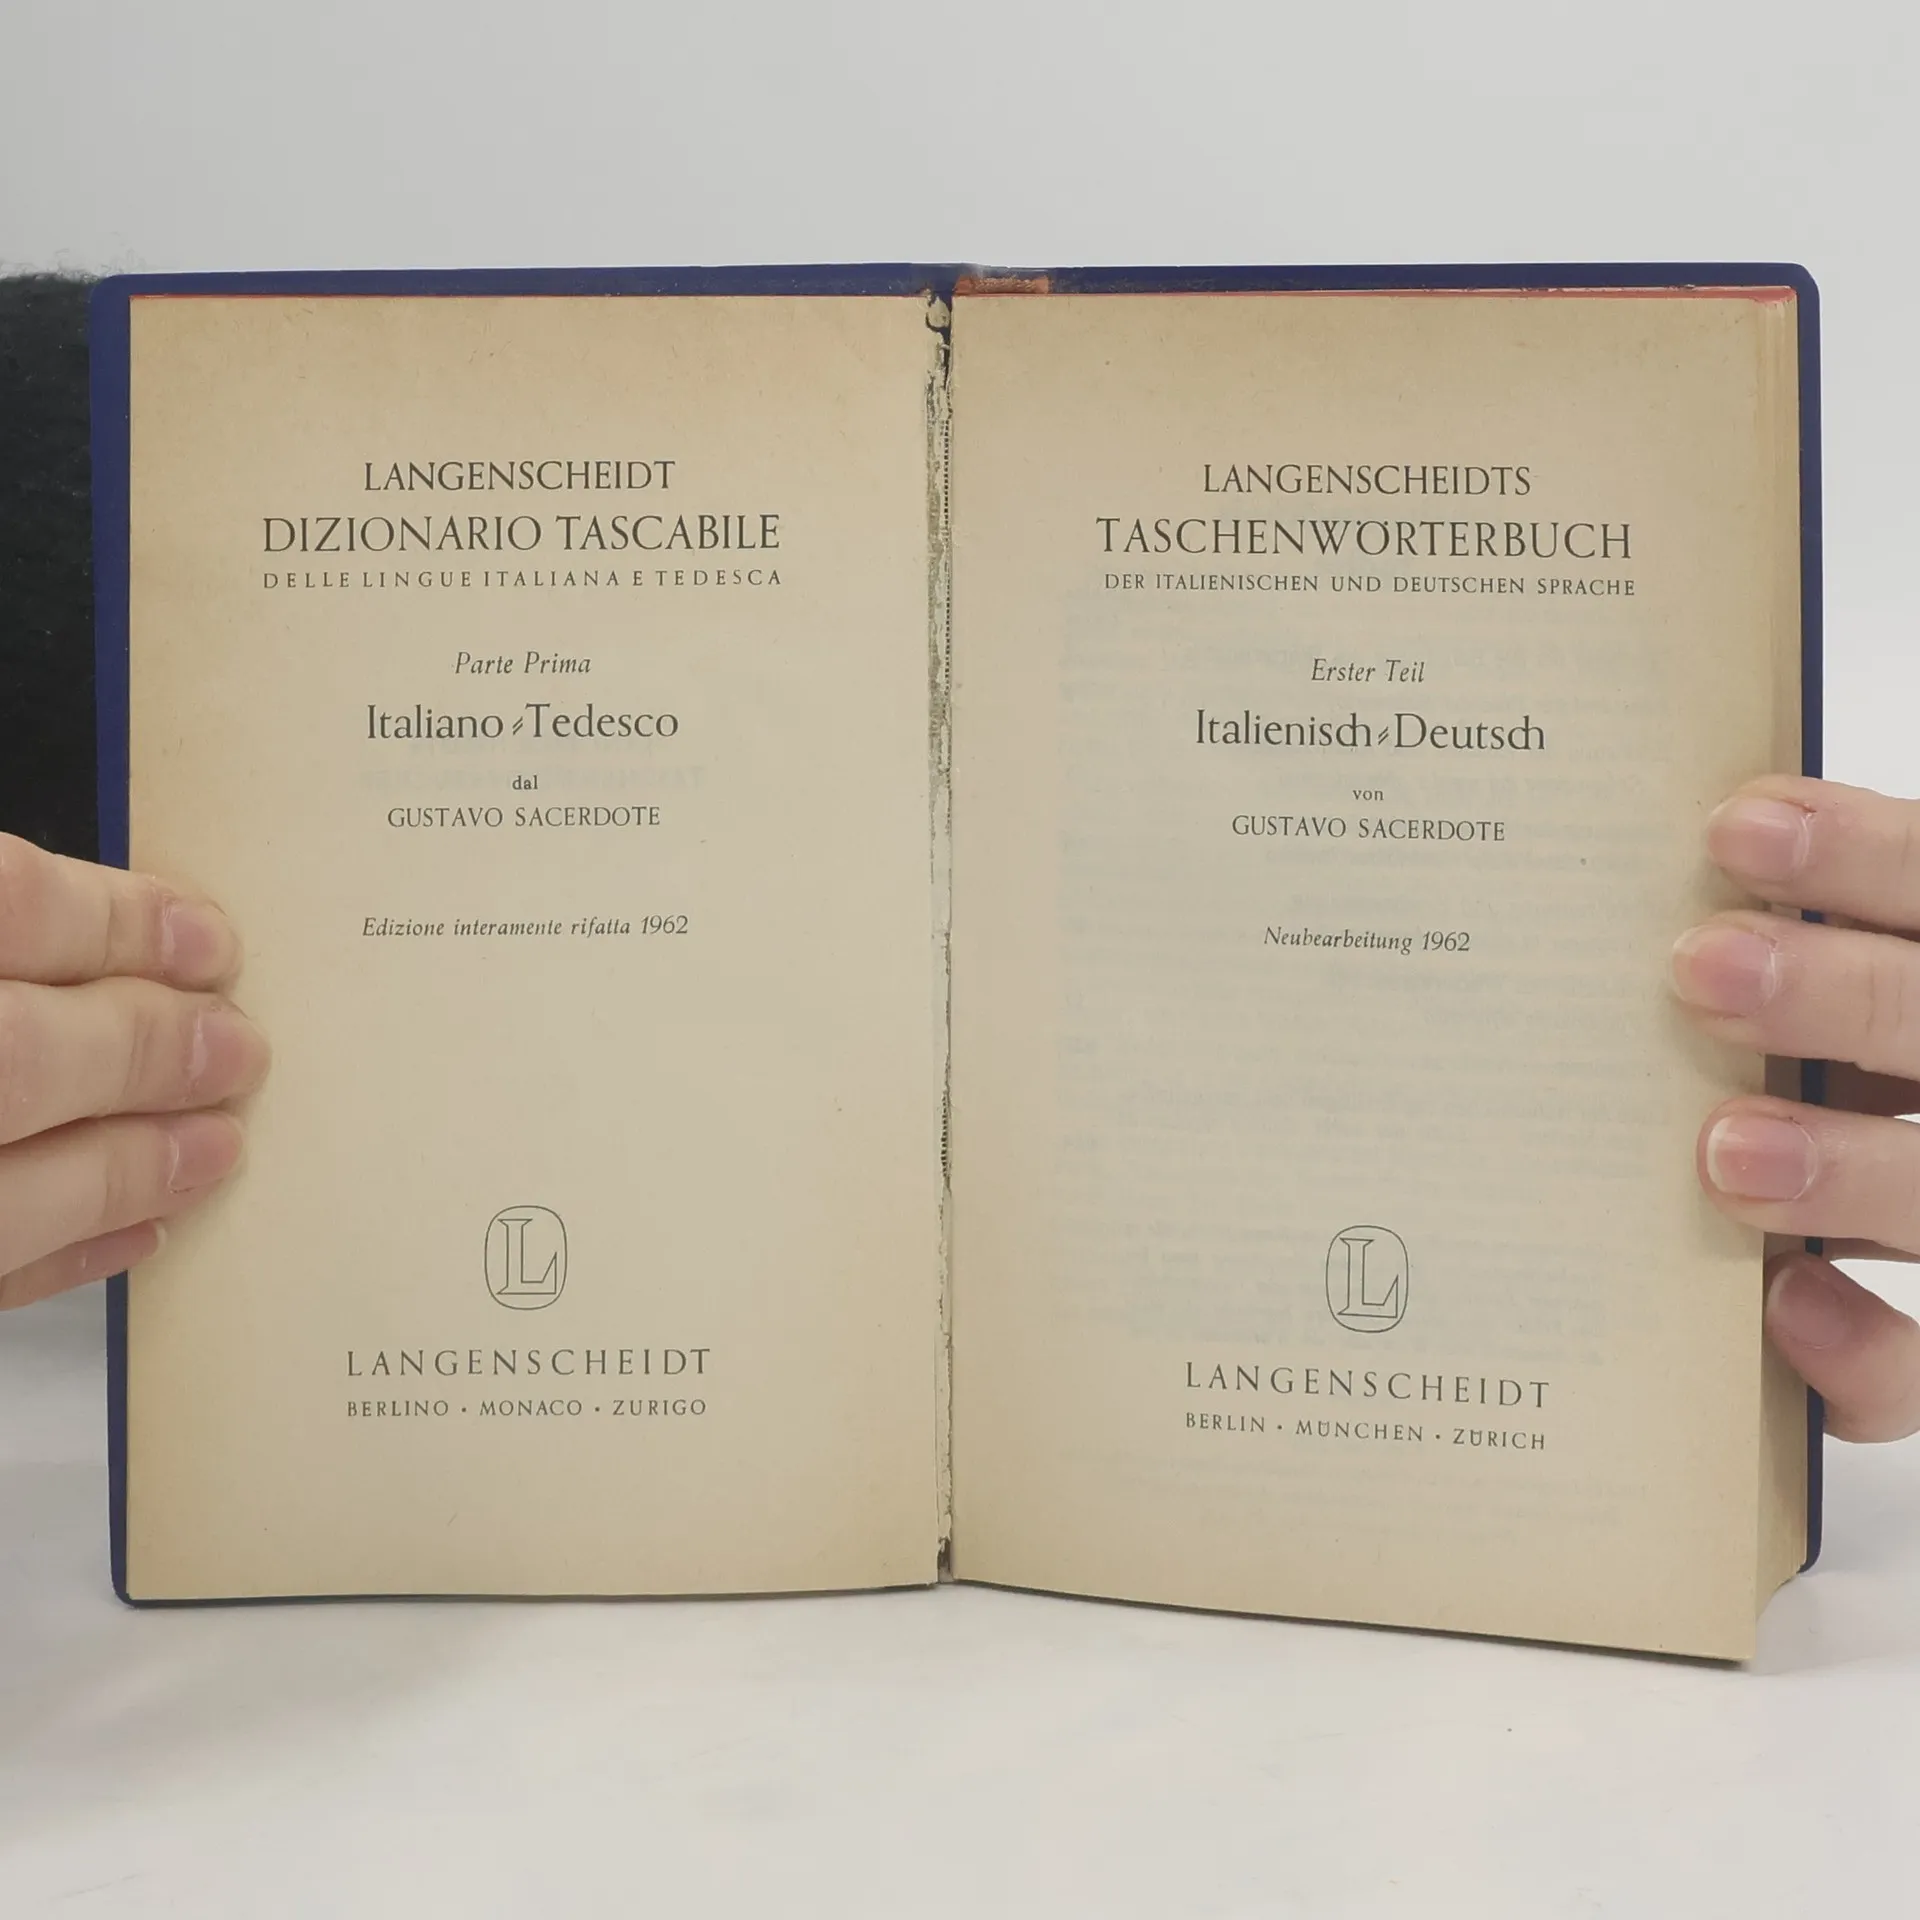 LANGENSCHEIDT
DIZIONARIO TASCABILE
DELLE LINGUE ITALIANA E TEDESCA
Parte Prima
Italiano-Tedesco
dal
GUSTAVO SACERDOTE
Edizione interamente rifatta 1962
L
LANGENSCHEIDT
BERLINO · MONACO · ZURIGO
LANGENSCHEIDTS
TASCHENWÖRTERBUCH
DER ITALIENISCHEN UND DEUTSCHEN SPRACHE
Erster Teil
Italienisch-Deutsch
von
GUSTAVO SACERDOTE
Neubearbeitung 1962
L
LANGENSCHEIDT
BERLIN · MÜNCHEN · ZÜRICH